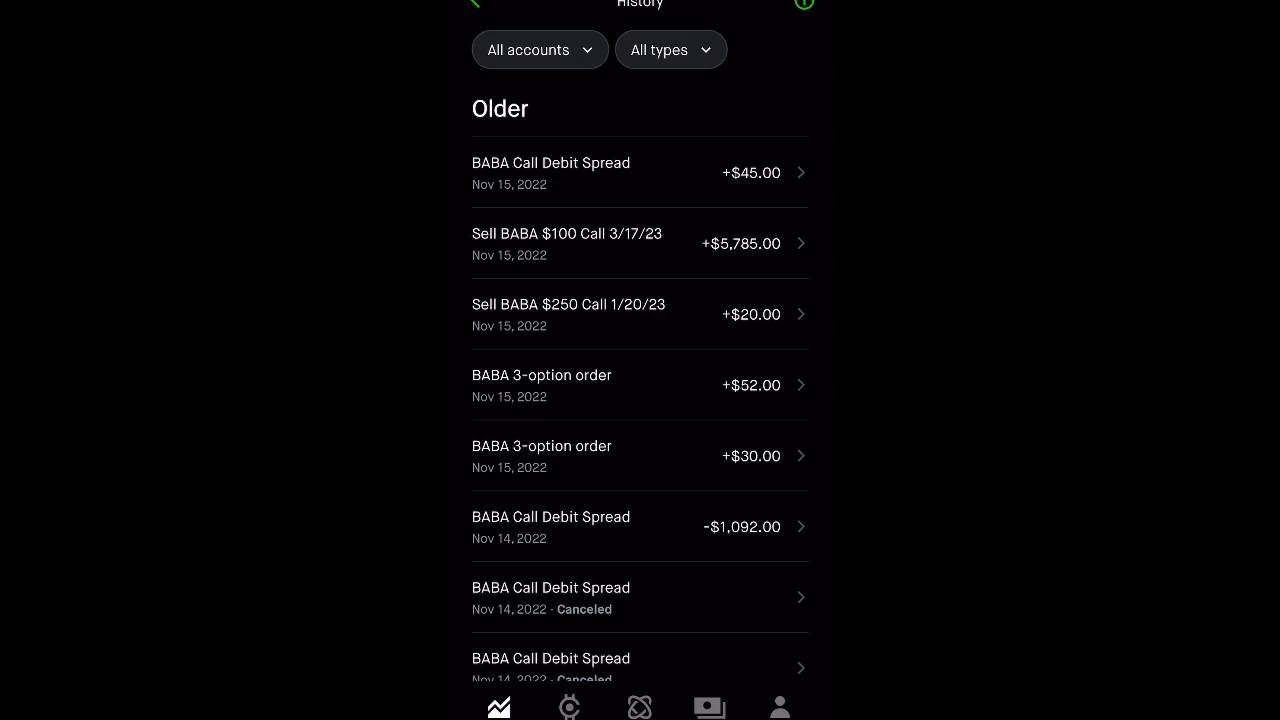 History
All accounts
All types
Older
BABA Call Debit Spread
Nov 15, 2022
+$45.00
Sell BABA $100 Call 3/17/23
Nov 15, 2022
+$5,785.00
Sell BABA $250 Call 1/20/23
Nov 15, 2022
+$20.00
BABA 3-option order
Nov 15, 2022
+$52.00
BABA 3-option order
Nov 15, 2022
+$30.00
BABA Call Debit Spread
Nov 14, 2022
-$1,092.00
BABA Call Debit Spread
Nov 14, 2022 · Canceled
BABA Call Debit Spread
Nov 14, 2022 · Canceled